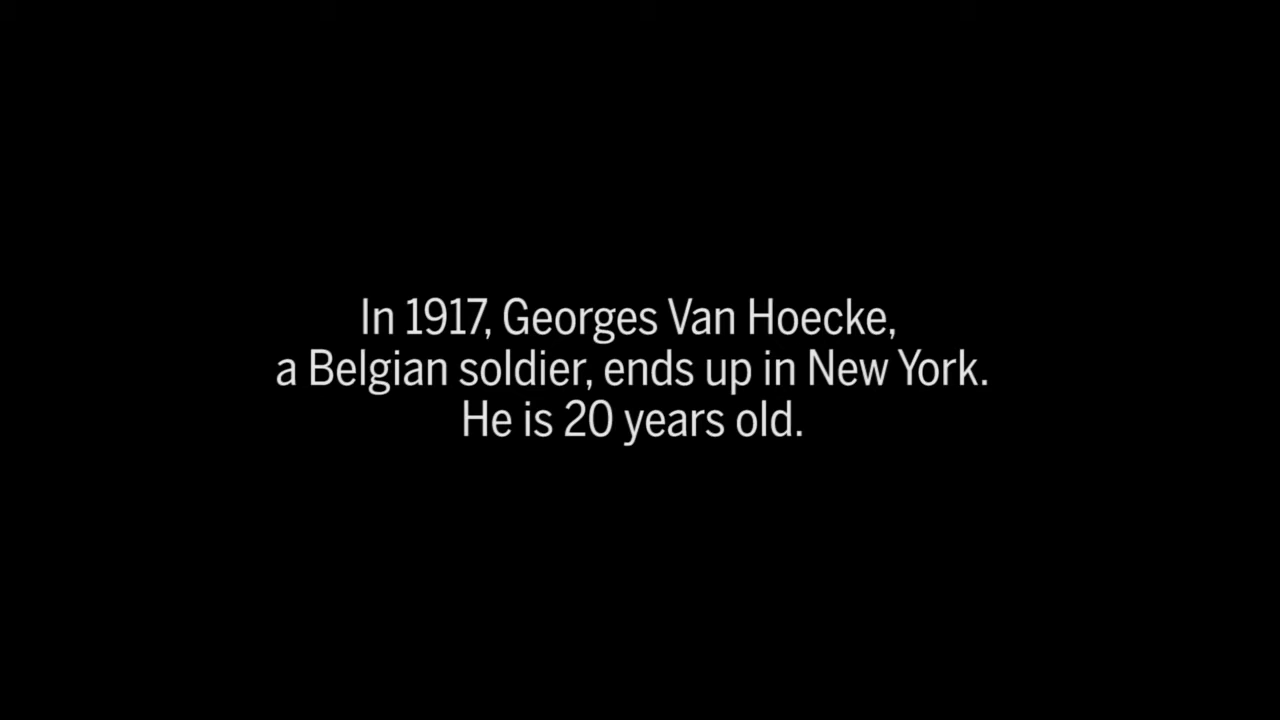 In 1917, Georges Van Hoecke,
a Belgian soldier, ends up in New York.
He is 20 years old.